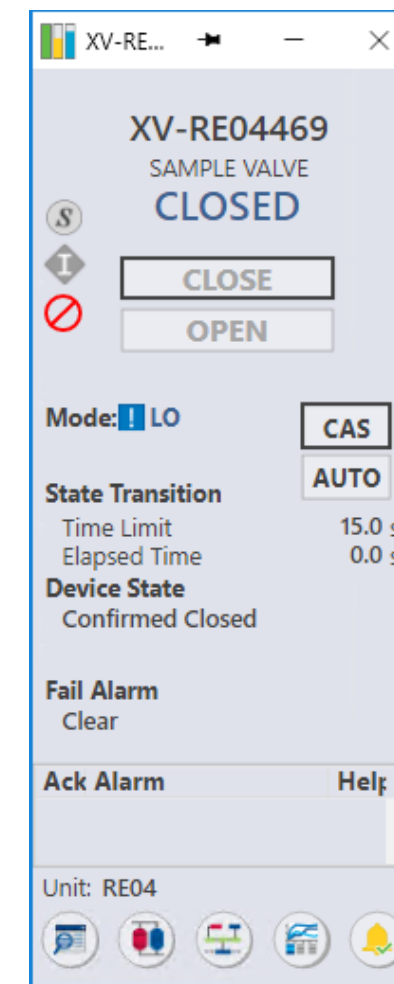 XV-RE...
XV-RE04469
SAMPLE VALVE
CLOSED
S
I
CLOSE
OPEN
Mode: ! LO
CAS
AUTO
State Transition
Time Limit 15.0 s
Elapsed Time 0.0 s
Device State
Confirmed Closed
Fail Alarm
Clear
Ack Alarm Help
Unit: RE04